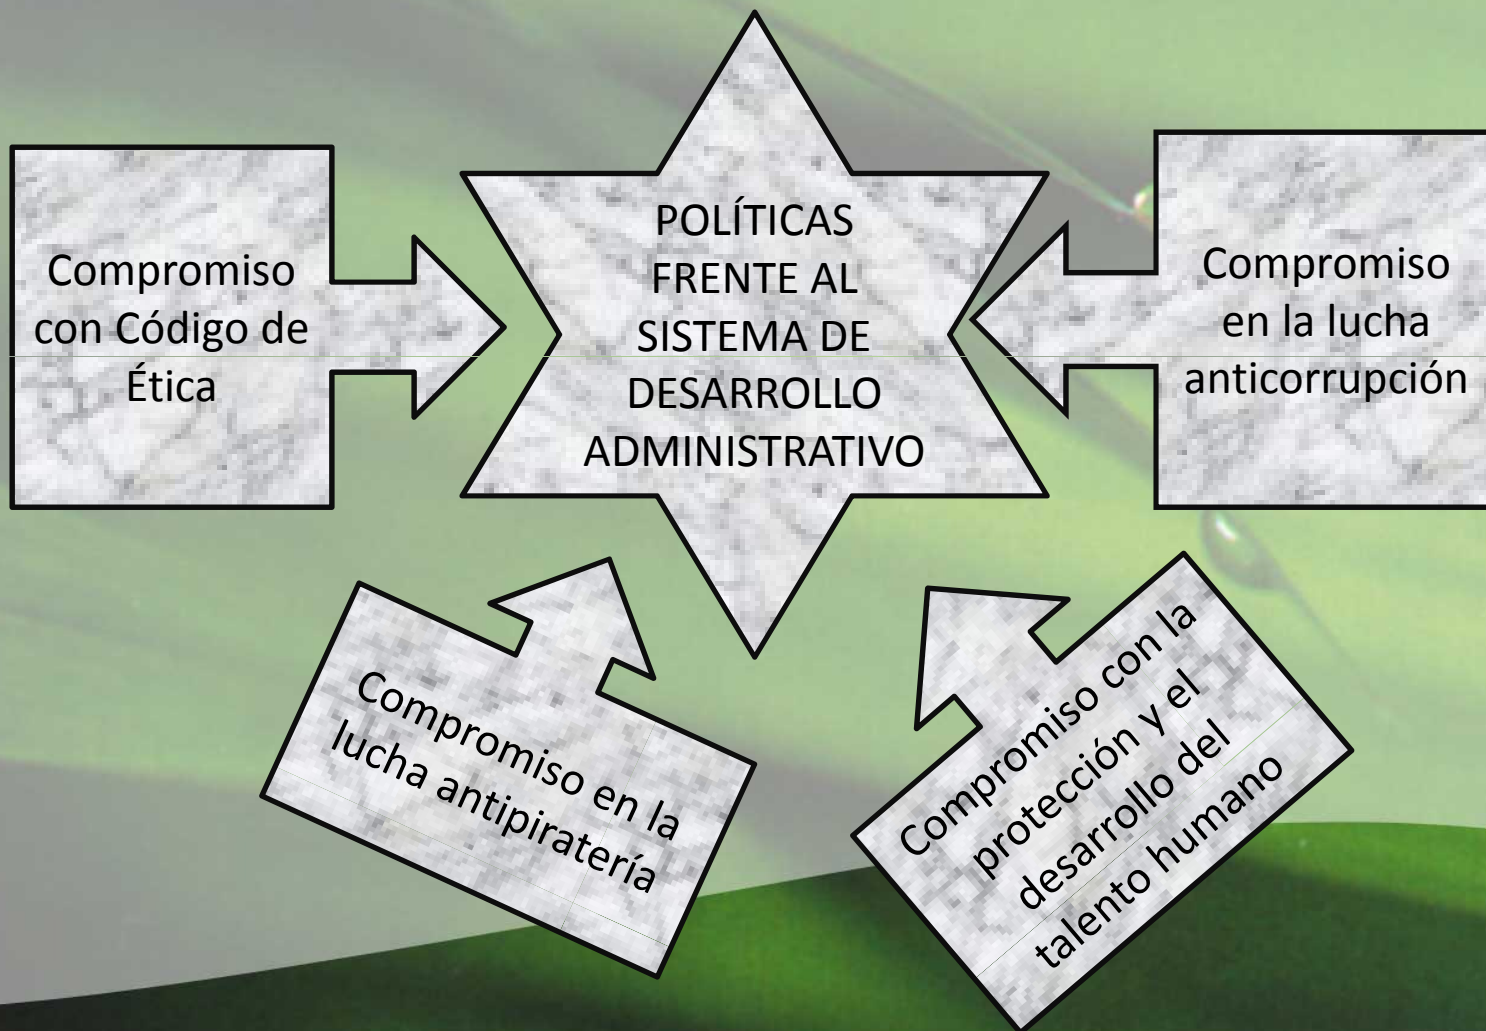 POLÍTICAS
FRENTE AL
SISTEMA DE
DESARROLLO
ADMINISTRATIVO
Compromiso
con Código de
Ética
Compromiso
en la lucha
anticorrupción
Compromiso en la
lucha antipiratería
Compromiso con la
protección y el
desarrollo del
talento humano